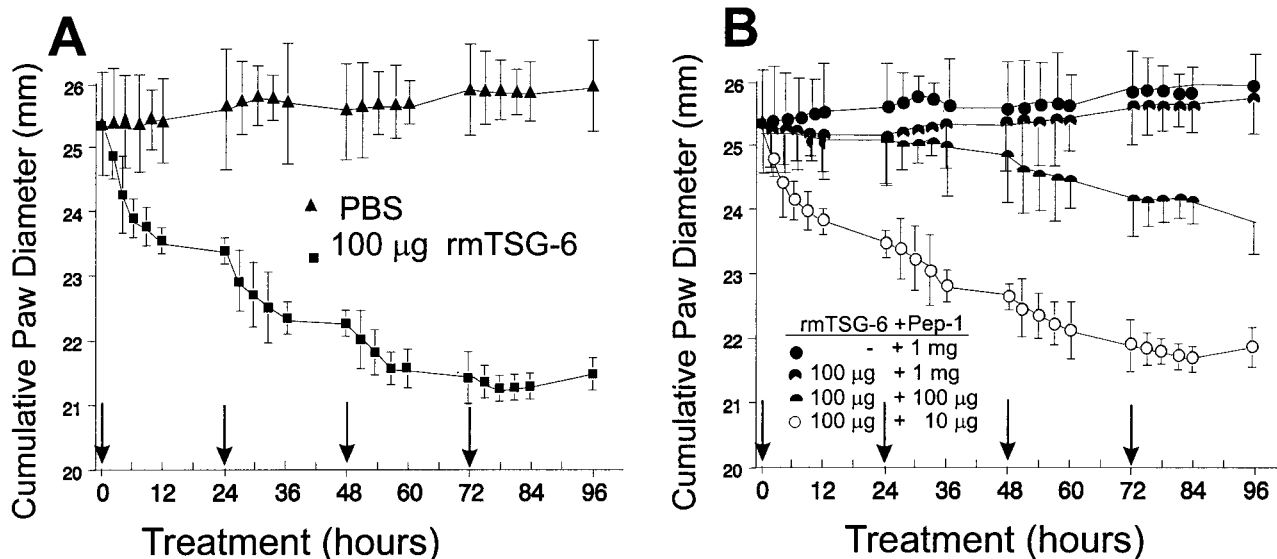 A
Cumulative Paw Diameter (mm)
26
25
24
23
22
21
20
PBS
100 μg rmTSG-6
0 12 24 36 48 60 72 84 96
Treatment (hours)
B
Cumulative Paw Diameter (mm)
26
25
24
23
22
21
20
rmTSG-6 +Pep-1
- + 1 mg
100 μg + 1 mg
100 μg + 100 μg
100 μg + 10 μg
0 12 24 36 48 60 72 84 96
Treatment (hours)